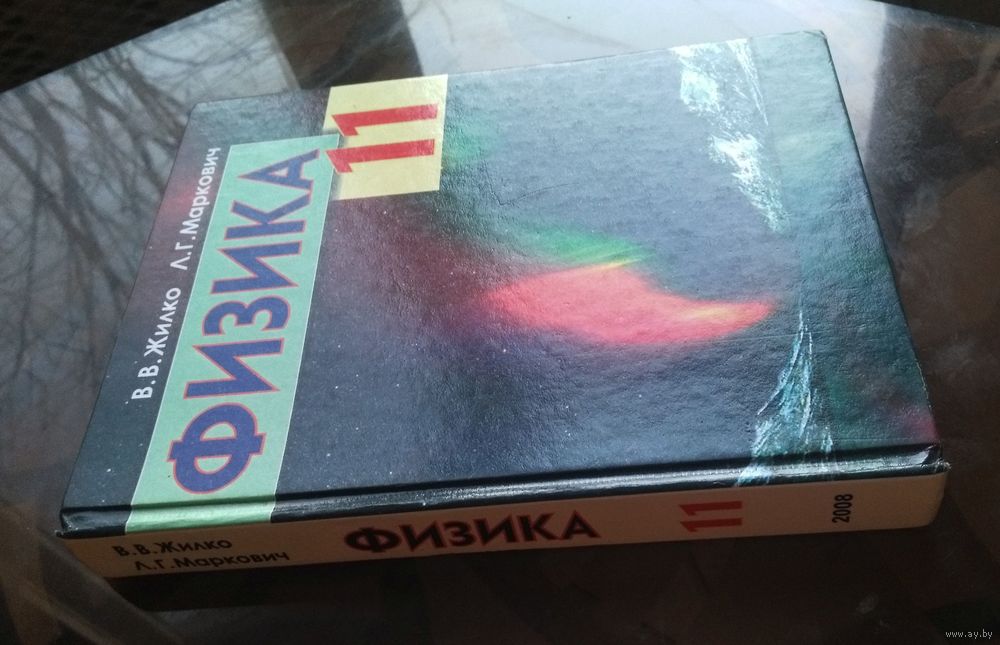 В. В. Жилко Л. Г. Маркович
ФИЗИКА
11
В. В. Жилко
Л. Г. Маркович
ФИЗИКА
11
2008
www.ay.by